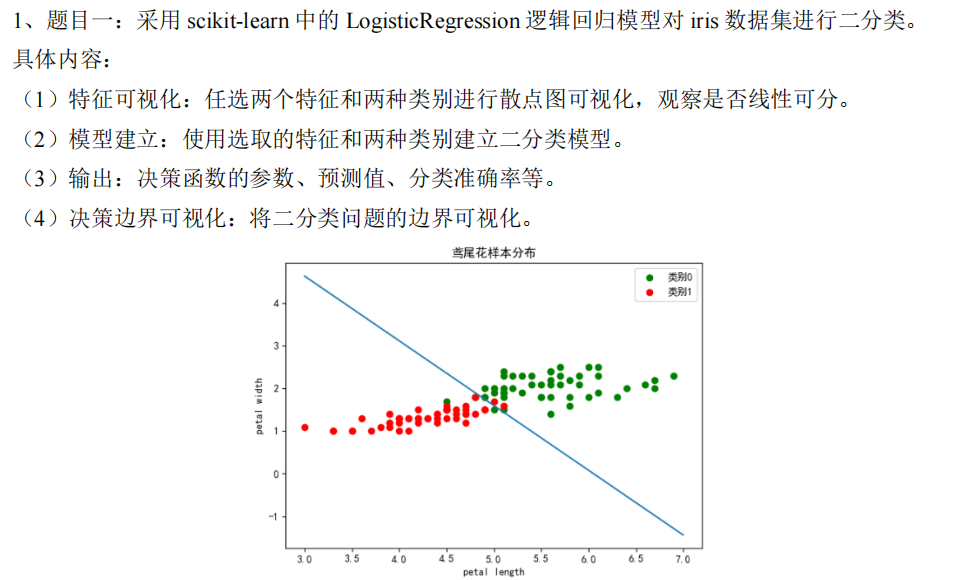 1、题目一：采用 scikit-learn 中的 LogisticRegression 逻辑回归模型对 iris 数据集进行二分类。
具体内容：
（1）特征可视化：任选两个特征和两种类别进行散点图可视化，观察是否线性可分。
（2）模型建立：使用选取的特征和两种类别建立二分类模型。
（3）输出：决策函数的参数、预测值、分类准确率等。
（4）决策边界可视化：将二分类问题的边界可视化。
鸢尾花样本分布
类别0
类别1
4
3
2
1
0
-1
petal width
3.0 3.5 4.0 4.5 5.0 5.5 6.0 6.5 7.0
petal length